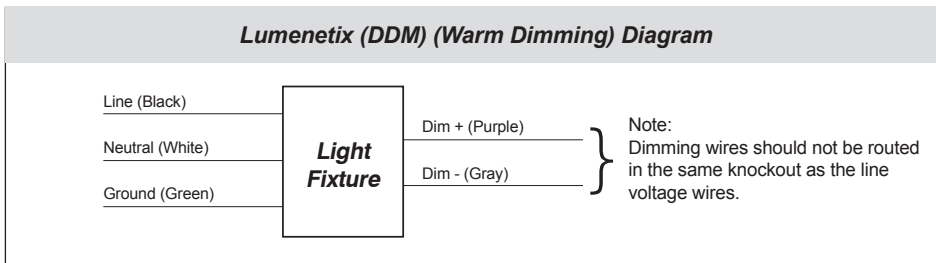 Lumenetix (DDM) (Warm Dimming) Diagram
Line (Black)
Neutral (White)
Ground (Green)
Light
Fixture
Dim + (Purple)
Dim - (Gray)
Note:
Dimming wires should not be routed
in the same knockout as the line
voltage wires.